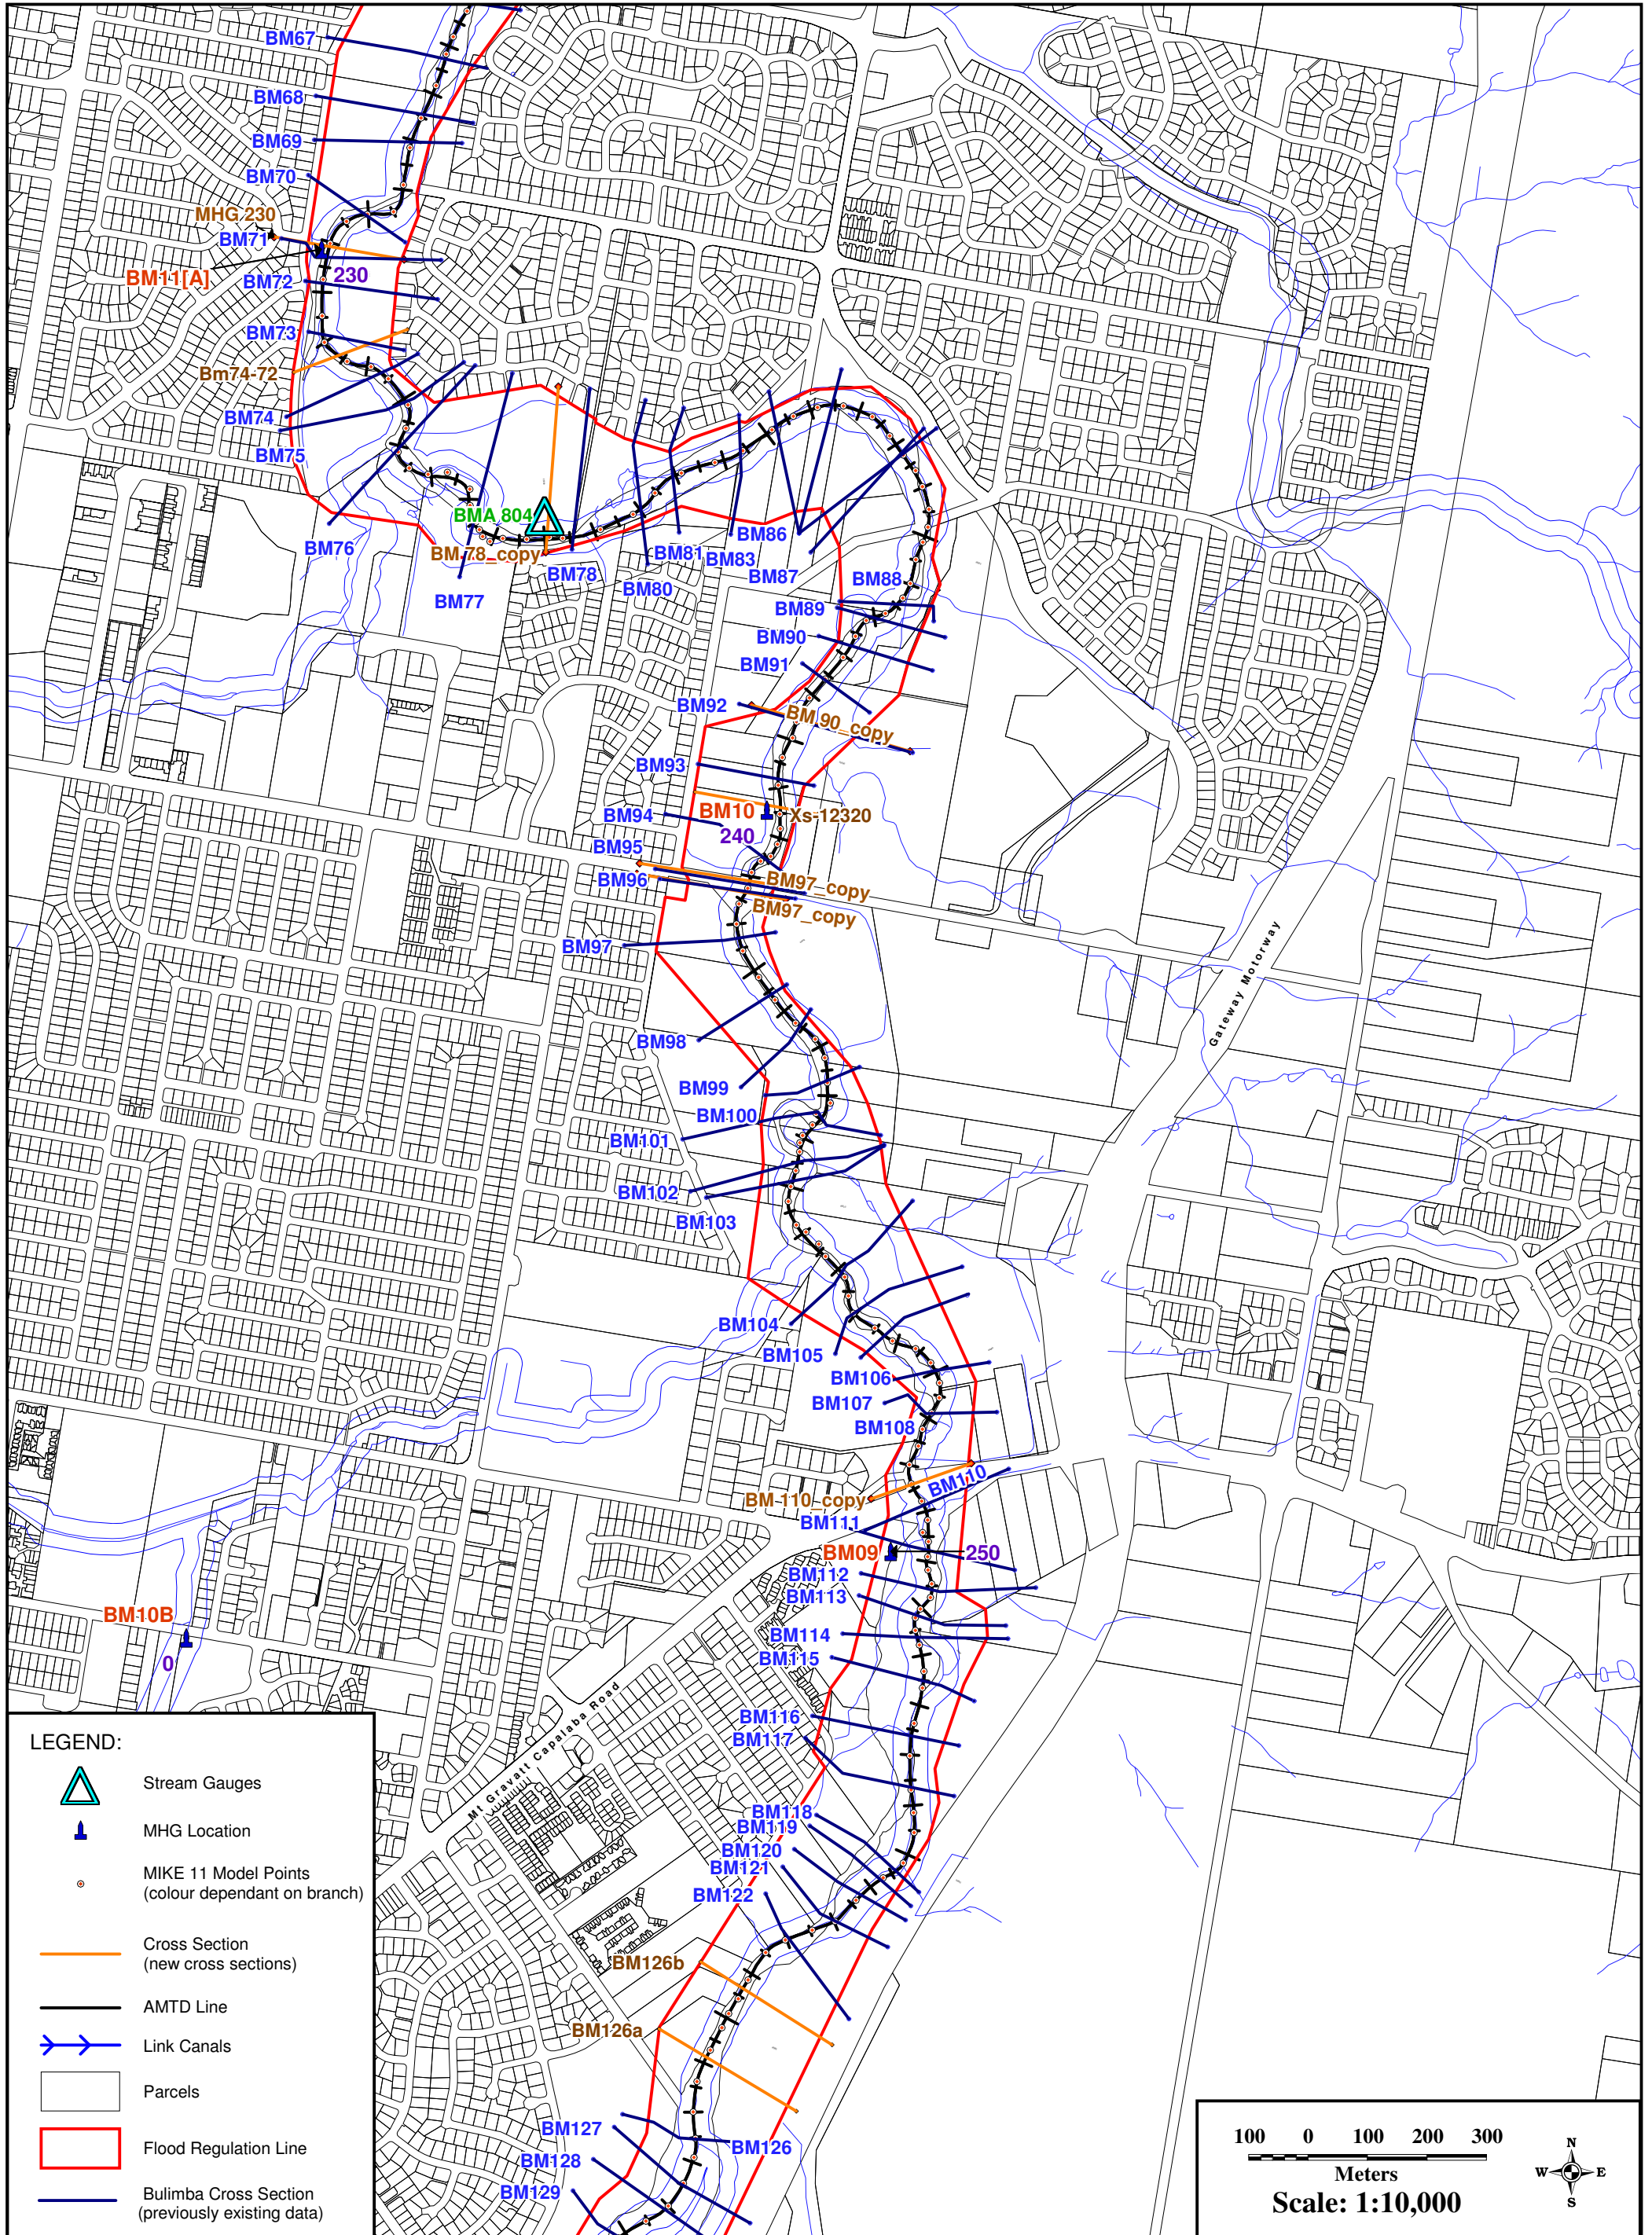 BM67
BM68
BM69
BM70
MHG 230
BM71
BM11[A]
230
BM72
BM73
Bm74-72
BM74
BM75
BM76
BMA 804
BM 78_copy
BM77
BM78
BM80
BM81
BM83
BM86
BM87
BM88
BM89
BM90
BM91
BM92
BM 90_copy
BM93
BM10
Xs-12320
BM94
240
BM95
BM96
BM97_copy
BM97_copy
BM97
Gateway Motorway
BM98
BM99
BM100
BM101
BM102
BM103
BM104
BM105
BM106
BM107
BM108
BM110
BM 110_copy
BM111
BM09
250
BM112
BM113
BM10B
0
BM114
BM115
BM116
BM117
Mt Gravatt Capalaba Road
BM118
BM119
BM120
BM121
BM122
BM126b
BM126a
BM127
BM126
BM128
BM129
LEGEND:
Stream Gauges
MHG Location
MIKE 11 Model Points
(colour dependant on branch)
Cross Section
(new cross sections)
AMTD Line
Link Canals
Parcels
Flood Regulation Line
Bulimba Cross Section
(previously existing data)
100 0 100 200 300
Meters
Scale: 1:10,000
N
W E
S